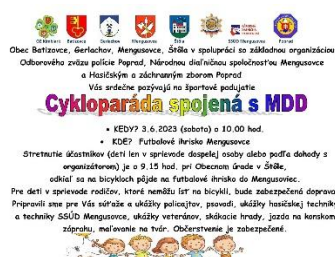 Obec Batizovce, Gerlachov, Mengusovce, Štôla v spolupráci so základnou organizáciou
Odborového zväzu polície Poprad, Národnou diaľničnou spoločnosťou Mengusovce
a Hasičským a záchranným zborom Poprad
Vás srdečne pozývajú na športové podujatie
Cykloparáda spojená s MDD
• KEDY? 3.6.2023 (sobota) o 10.00 hod.
• KDE? Futbalové ihrisko Mengusovce
Stretnutie účastníkov (deti len v sprievode dospelej osoby alebo podľa dohody s
organizátorom) je o 9,15 hod. pri Obecnom úrade v Štôle,
odkiaľ sa na bicykloch pôjde na futbalové ihrisko do Mengusoviec.
Pre deti v sprievode rodičov, ktoré nemôžu ísť na bicykli, bude zabezpečená doprava.
Pripravili sme pre Vás súťaže a ukážky policajtov, psovodi, ukážky hasičskej techniky
a techniky SSÚD Mengusovce, ukážky veteránov, skákacie hrady, jazda na konskom
záprahu, maľovanie na tvár. Občerstvenie je zabezpečené.